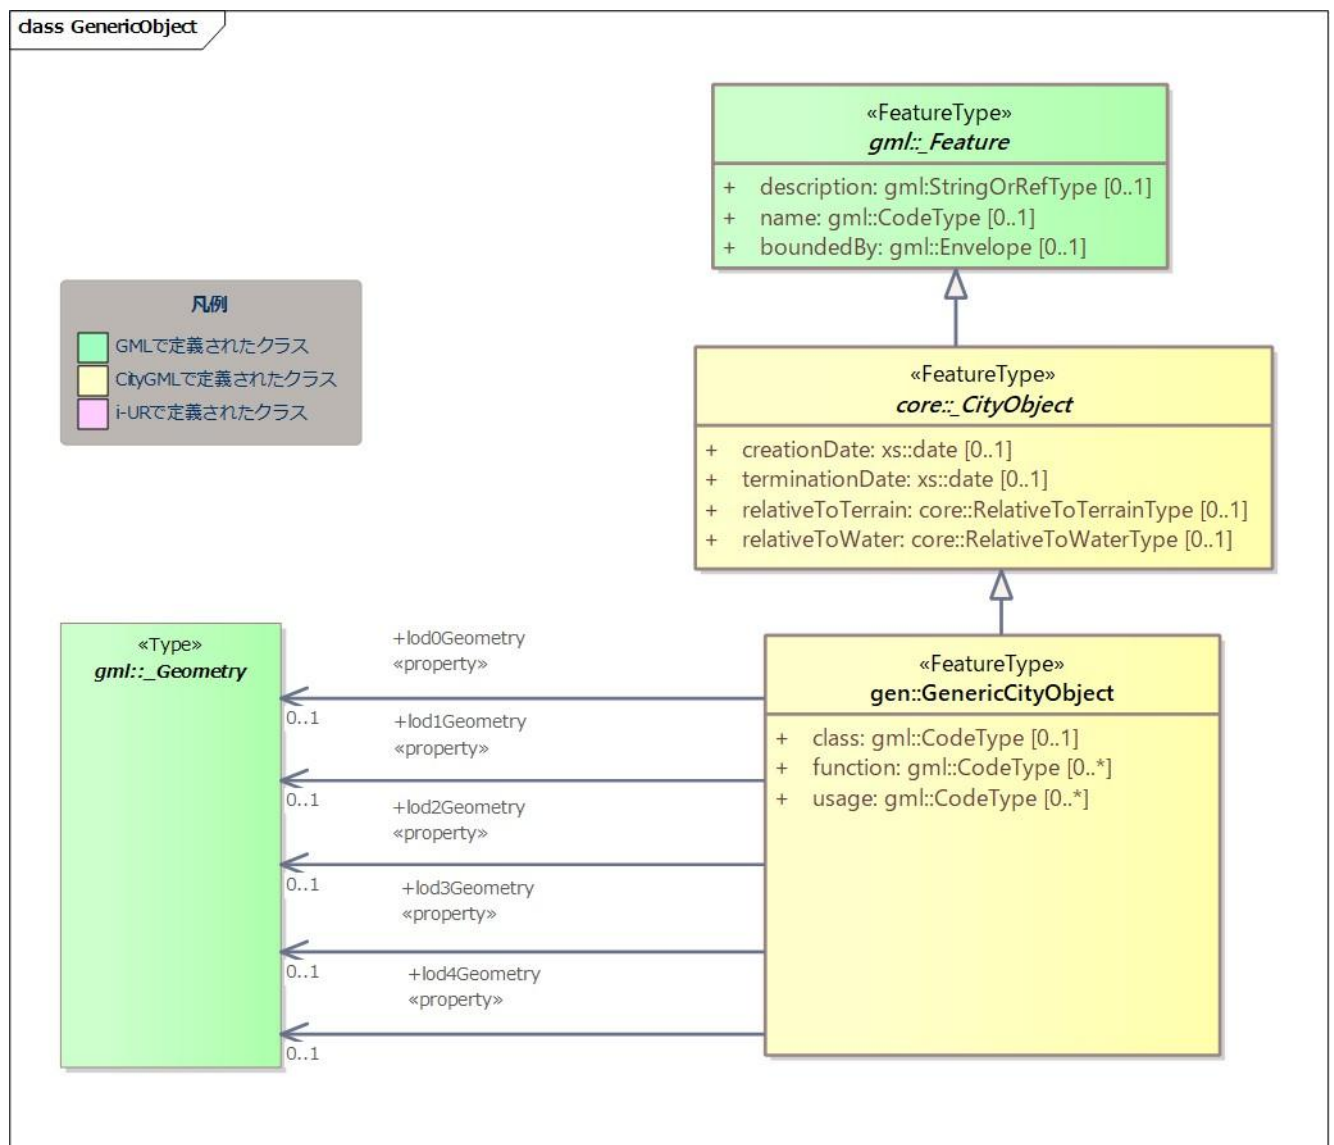 class GenericObject
«FeatureType»
gml::_Feature
+ description: gml:StringOrRefType [0..1]
+ name: gml::CodeType [0..1]
+ boundedBy: gml::Envelope [0..1]
凡例
GMLで定義されたクラス
CityGMLで定義されたクラス
i-URで定義されたクラス
«FeatureType»
core::_CityObject
+ creationDate: xs::date [0..1]
+ terminationDate: xs::date [0..1]
+ relativeToTerrain: core::RelativeToTerrainType [0..1]
+ relativeToWater: core::RelativeToWaterType [0..1]
«Type»
gml::_Geometry
+lod0Geometry
«property»
0..1
+lod1Geometry
«property»
0..1
+lod2Geometry
«property»
0..1
+lod3Geometry
«property»
0..1
+lod4Geometry
«property»
0..1
«FeatureType»
gen::GenericCityObject
+ class: gml::CodeType [0..1]
+ function: gml::CodeType [0..*]
+ usage: gml::CodeType [0..*]